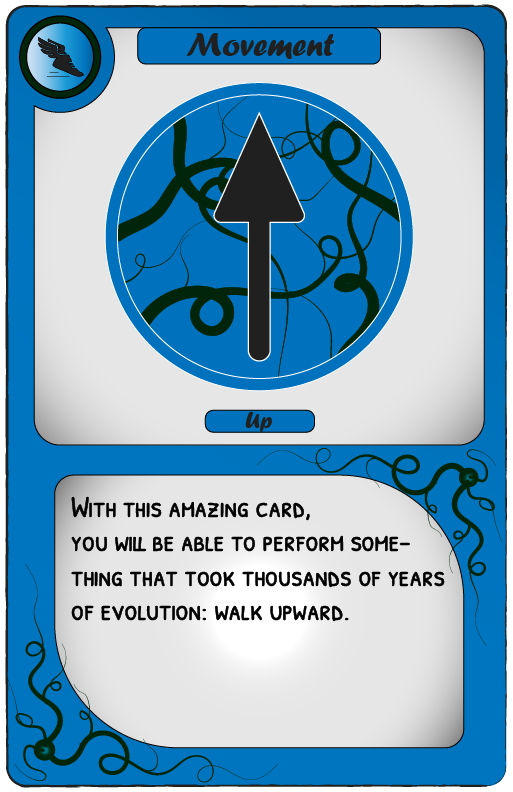 Movement
Up
WITH THIS AMAZING CARD,
YOU WILL BE ABLE TO PERFORM SOME-
THING THAT TOOK THOUSANDS OF YEARS
OF EVOLUTION: WALK UPWARD.